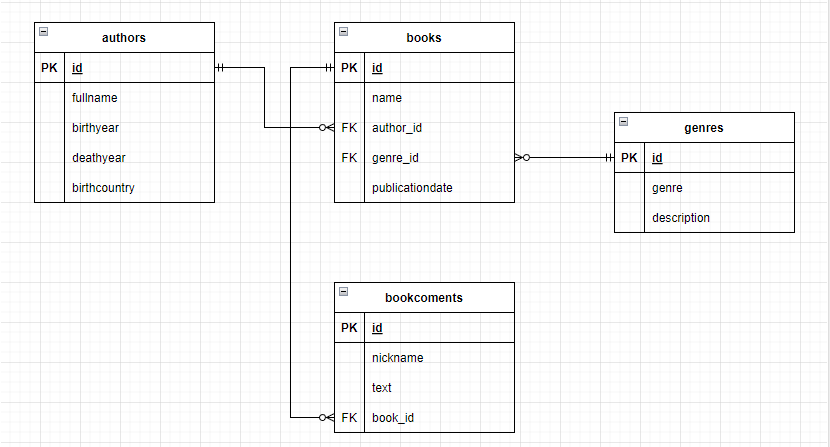 authors
PK id
fullname
birthyear
deathyear
birthcountry
books
PK id
name
FK author_id
FK genre_id
publicationdate
genres
PK id
genre
description
bookcoments
PK id
nickname
text
FK book_id